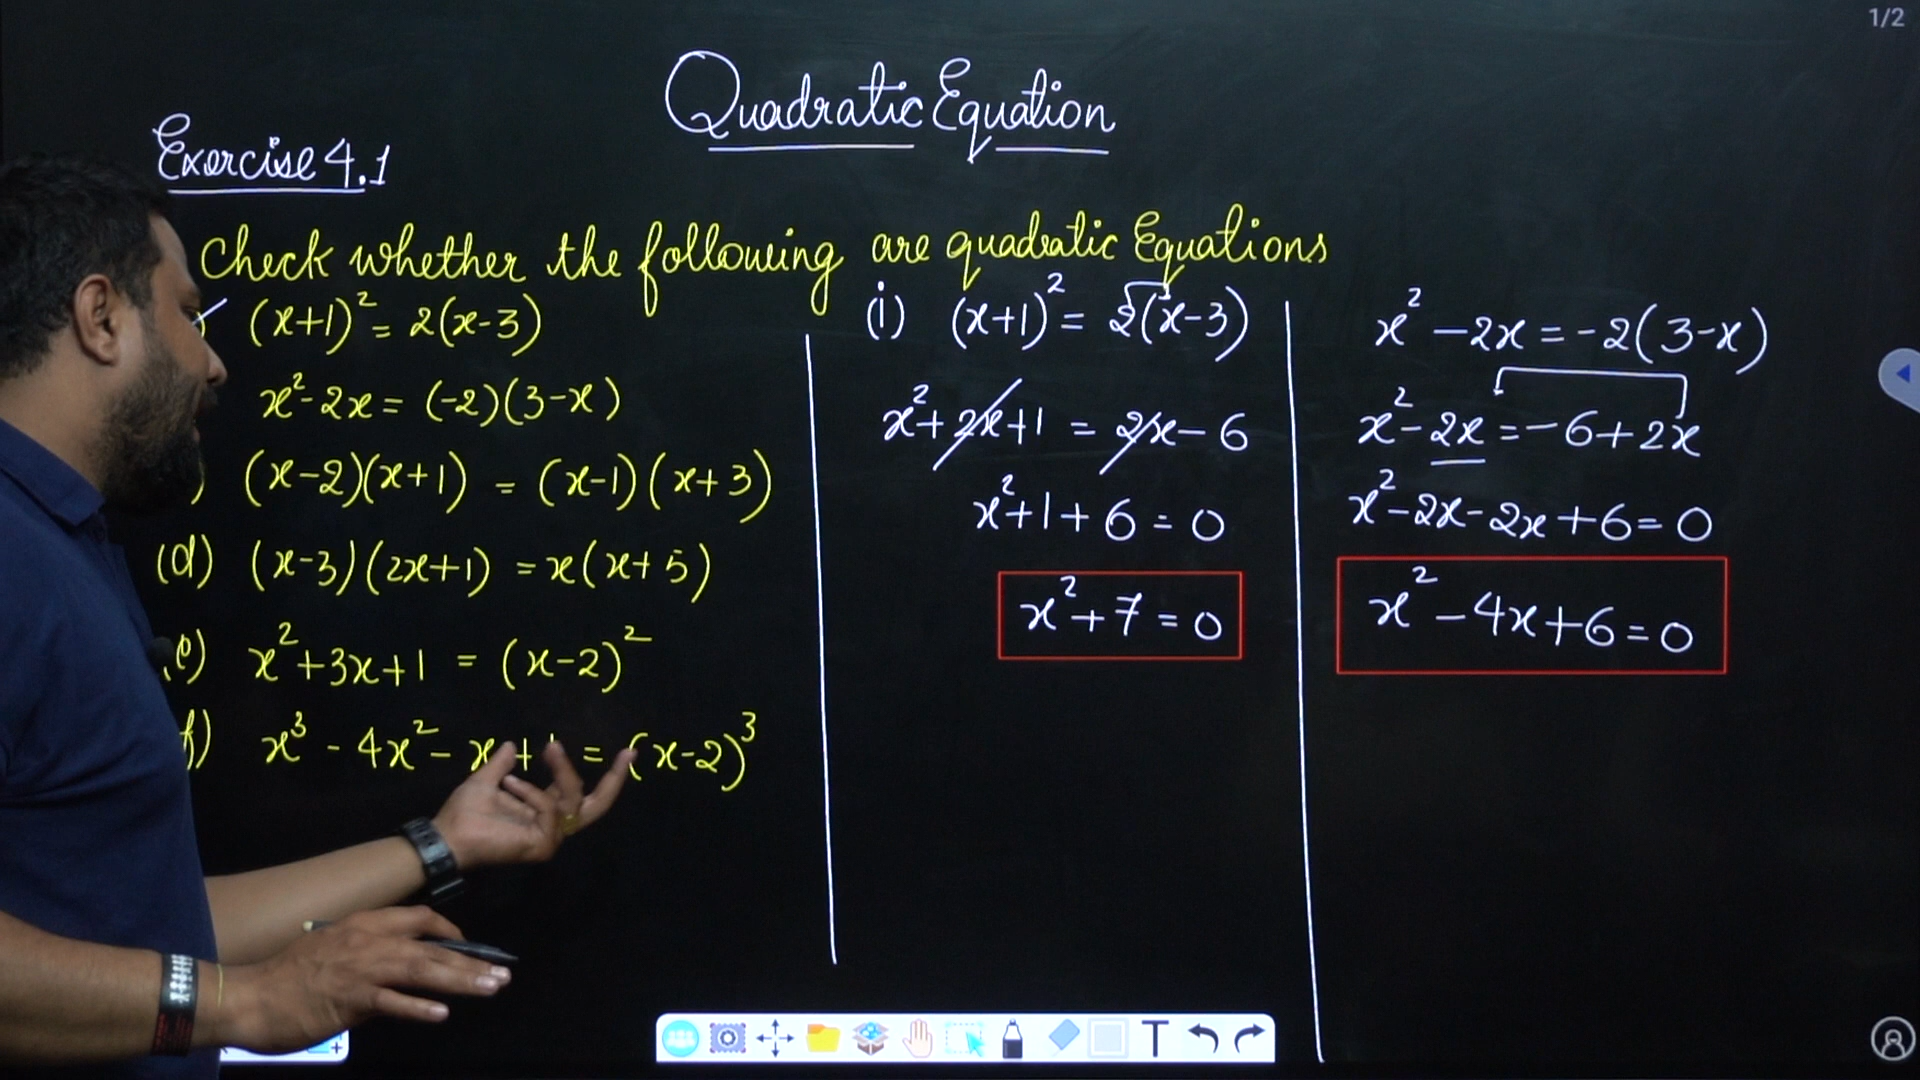 1/2
Quadratic Equation
Exercise 4.1
Check whether the following are quadratic Equations
(x+1)² = 2(x-3)
x²-2x = (-2)(3-x)
) (x-2)(x+1) = (x-1)(x+3)
(d) (x-3)(2x+1) = x(x+5)
e) x²+3x+1 = (x-2)²
f) x³ - 4x² - x + = (x-2)³
(i) (x+1)² = 2(x-3)
x²+2x+1 = 2x-6
x²+1+6 = 0
x²+7 = 0
x² -2x = -2(3-x)
x²-2x = -6+2x
x²-2x-2x+6=0
x²-4x+6=0
T